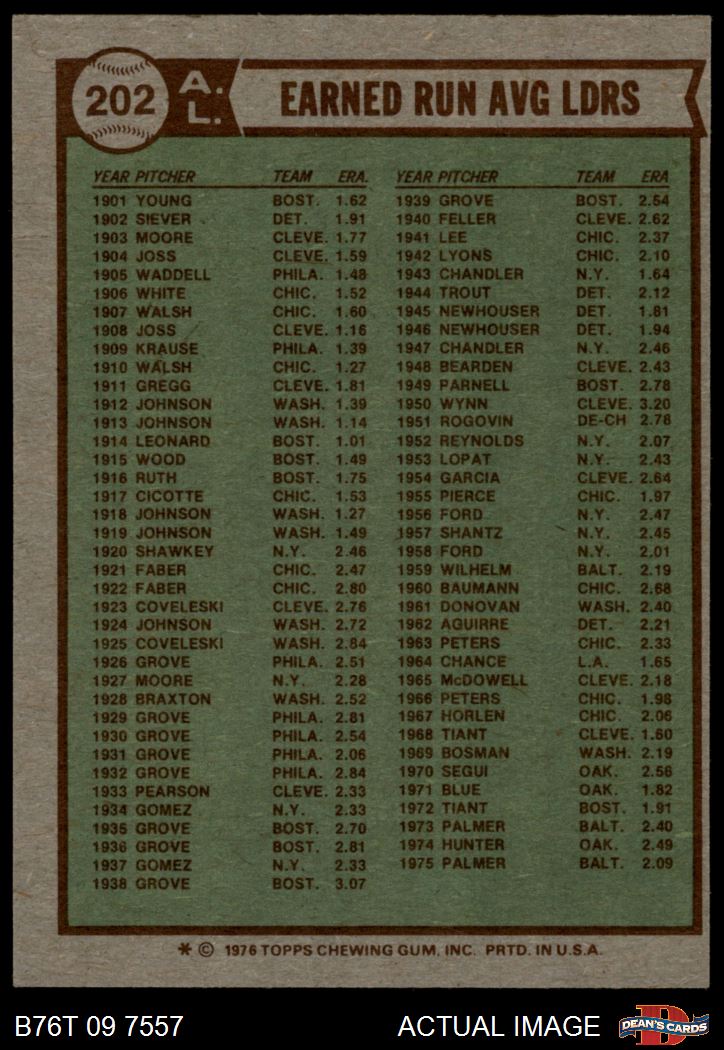 202 A. L. EARNED RUN AVG LDRS
YEAR PITCHER TEAM ERA.
1901 YOUNG BOST. 1.62
1902 SIEVER DET. 1.91
1903 MOORE CLEVE. 1.77
1904 JOSS CLEVE. 1.59
1905 WADDELL PHILA. 1.48
1906 WHITE CHIC. 1.52
1907 WALSH CHIC. 1.60
1908 JOSS CLEVE. 1.16
1909 KRAUSE PHILA. 1.39
1910 WALSH CHIC. 1.27
1911 GREGG CLEVE. 1.81
1912 JOHNSON WASH. 1.39
1913 JOHNSON WASH. 1.14
1914 LEONARD BOST. 1.01
1915 WOOD BOST. 1.49
1916 RUTH BOST. 1.75
1917 CICOTTE CHIC. 1.53
1918 JOHNSON WASH. 1.27
1919 JOHNSON WASH. 1.49
1920 SHAWKEY N.Y. 2.46
1921 FABER CHIC. 2.47
1922 FABER CHIC. 2.80
1923 COVELESKI CLEVE. 2.76
1924 JOHNSON WASH. 2.72
1925 COVELESKI WASH. 2.84
1926 GROVE PHILA. 2.51
1927 MOORE N.Y. 2.28
1928 BRAXTON WASH. 2.52
1929 GROVE PHILA. 2.81
1930 GROVE PHILA. 2.54
1931 GROVE PHILA. 2.06
1932 GROVE PHILA. 2.84
1933 PEARSON CLEVE. 2.33
1934 GOMEZ N.Y. 2.33
1935 GROVE BOST. 2.70
1936 GROVE BOST. 2.81
1937 GOMEZ N.Y. 2.33
1938 GROVE BOST. 3.07
YEAR PITCHER TEAM ERA
1939 GROVE BOST. 2.54
1940 FELLER CLEVE. 2.62
1941 LEE CHIC. 2.37
1942 LYONS CHIC. 2.10
1943 CHANDLER N.Y. 1.64
1944 TROUT DET. 2.12
1945 NEWHOUSER DET. 1.81
1946 NEWHOUSER DET. 1.94
1947 CHANDLER N.Y. 2.46
1948 BEARDEN CLEVE. 2.43
1949 PARNELL BOST. 2.78
1950 WYNN CLEVE. 3.20
1951 ROGOVIN DE-CH 2.78
1952 REYNOLDS N.Y. 2.07
1953 LOPAT N.Y. 2.43
1954 GARCIA CLEVE. 2.64
1955 PIERCE CHIC. 1.97
1956 FORD N.Y. 2.47
1957 SHANTZ N.Y. 2.45
1958 FORD N.Y. 2.01
1959 WILHELM BALT. 2.19
1960 BAUMANN CHIC. 2.68
1961 DONOVAN WASH. 2.40
1962 AGUIRRE DET. 2.21
1963 PETERS CHIC. 2.33
1964 CHANCE L.A. 1.65
1965 McDOWELL CLEVE. 2.18
1966 PETERS CHIC. 1.98
1967 HORLEN CHIC. 2.06
1968 TIANT CLEVE. 1.60
1969 BOSMAN WASH. 2.19
1970 SEGUI OAK. 2.56
1971 BLUE OAK. 1.82
1972 TIANT BOST. 1.91
1973 PALMER BALT. 2.40
1974 HUNTER OAK. 2.49
1975 PALMER BALT. 2.09
* © 1976 TOPPS CHEWING GUM, INC. PRTD. IN U.S.A.
B76T 09 7557 ACTUAL IMAGE D DEAN'S CARDS